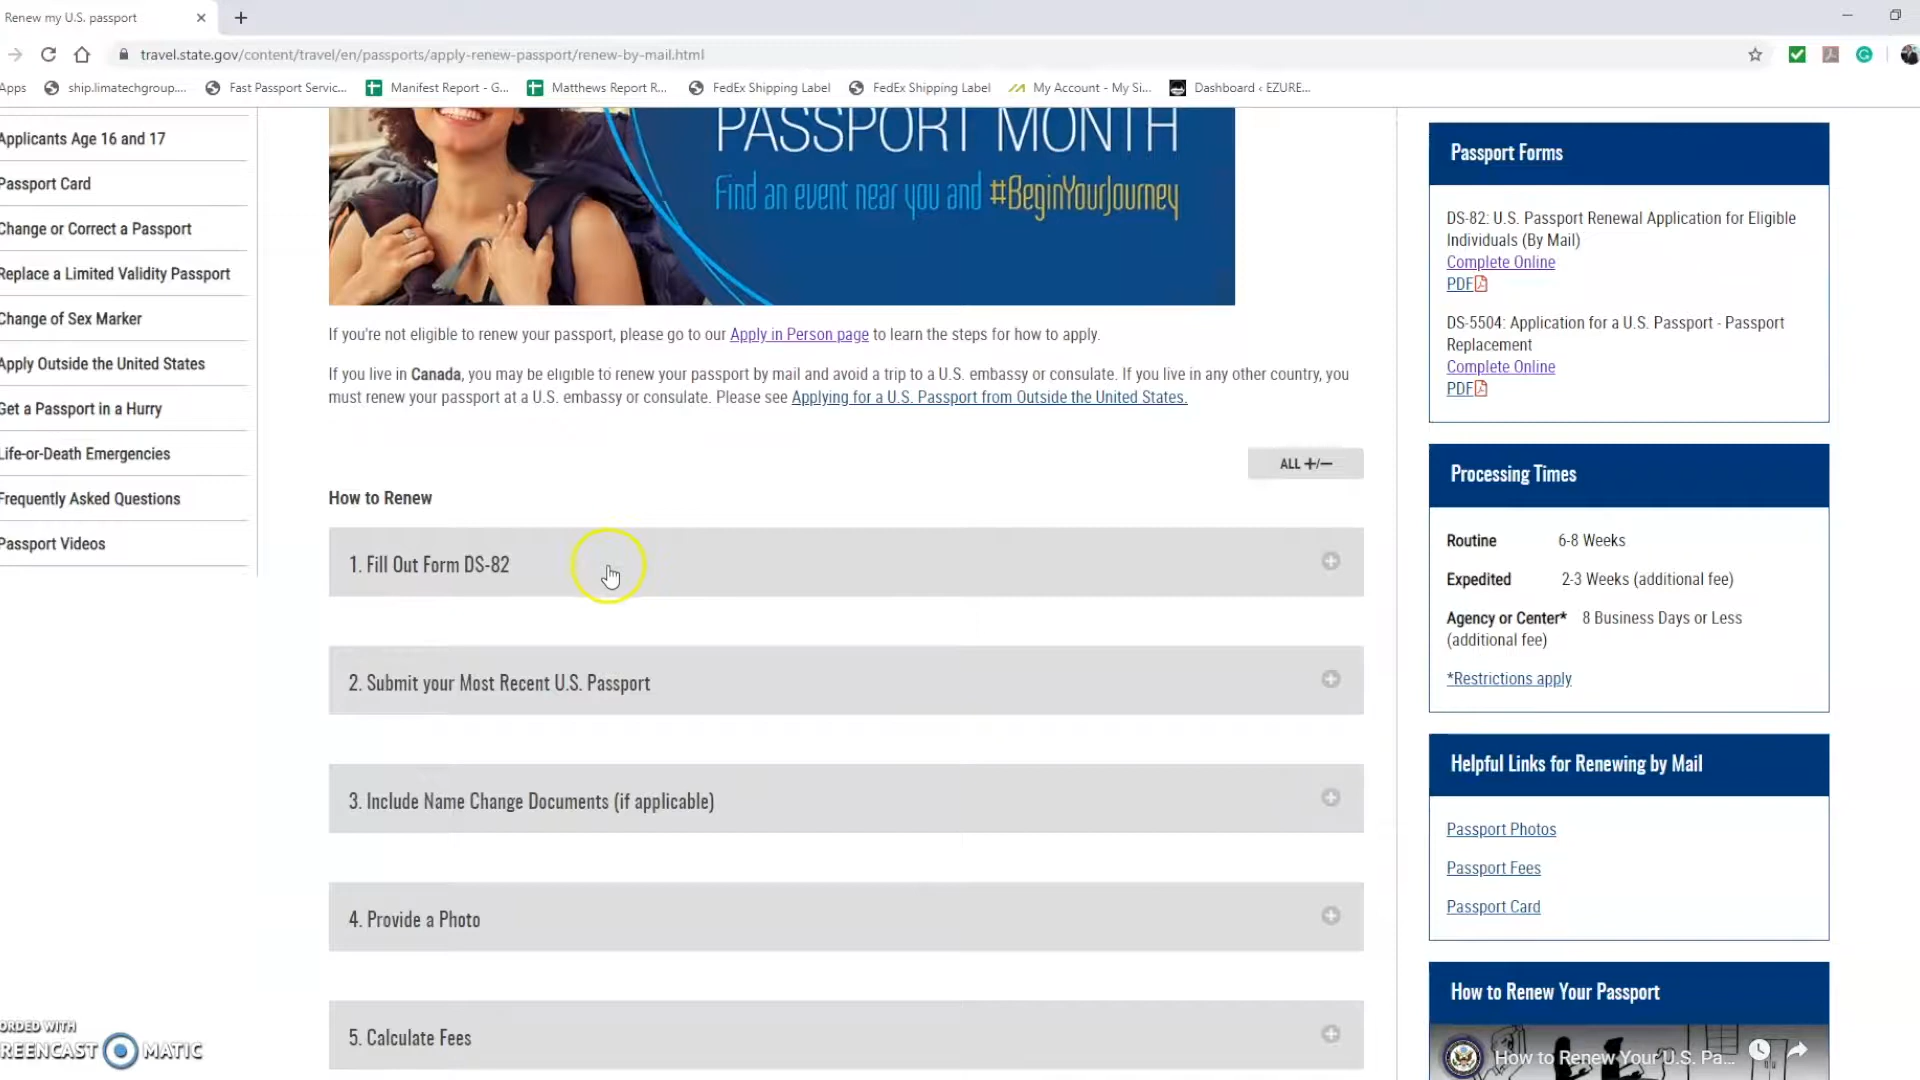 Renew my U.S. passport
travel.state.gov/content/travel/en/passports/apply-renew-passport/renew-by-mail.html
Apps
ship.limatechgroup....
Fast Passport Servic...
Manifest Report - G...
Matthews Report R...
FedEx Shipping Label
FedEx Shipping Label
My Account - My Si...
Dashboard ‹ EZURE...
Applicants Age 16 and 17
Passport Card
Change or Correct a Passport
Replace a Limited Validity Passport
Change of Sex Marker
Apply Outside the United States
Get a Passport in a Hurry
Life-or-Death Emergencies
Frequently Asked Questions
Passport Videos
PASSPORT MONTH
Find an event near you and #BeginYourJourney
If you're not eligible to renew your passport, please go to our Apply in Person page to learn the steps for how to apply.
If you live in Canada, you may be eligible to renew your passport by mail and avoid a trip to a U.S. embassy or consulate. If you live in any other country, you
must renew your passport at a U.S. embassy or consulate. Please see Applying for a U.S. Passport from Outside the United States.
ALL +/−
How to Renew
1. Fill Out Form DS-82
2. Submit your Most Recent U.S. Passport
3. Include Name Change Documents (if applicable)
4. Provide a Photo
5. Calculate Fees
Passport Forms
DS-82: U.S. Passport Renewal Application for Eligible
Individuals (By Mail)
Complete Online
PDF
DS-5504: Application for a U.S. Passport - Passport
Replacement
Complete Online
PDF
Processing Times
Routine 6-8 Weeks
Expedited 2-3 Weeks (additional fee)
Agency or Center* 8 Business Days or Less
(additional fee)
*Restrictions apply
Helpful Links for Renewing by Mail
Passport Photos
Passport Fees
Passport Card
How to Renew Your Passport
How to Renew Your U.S. Pa...
ORDED WITH
REENCAST MATIC